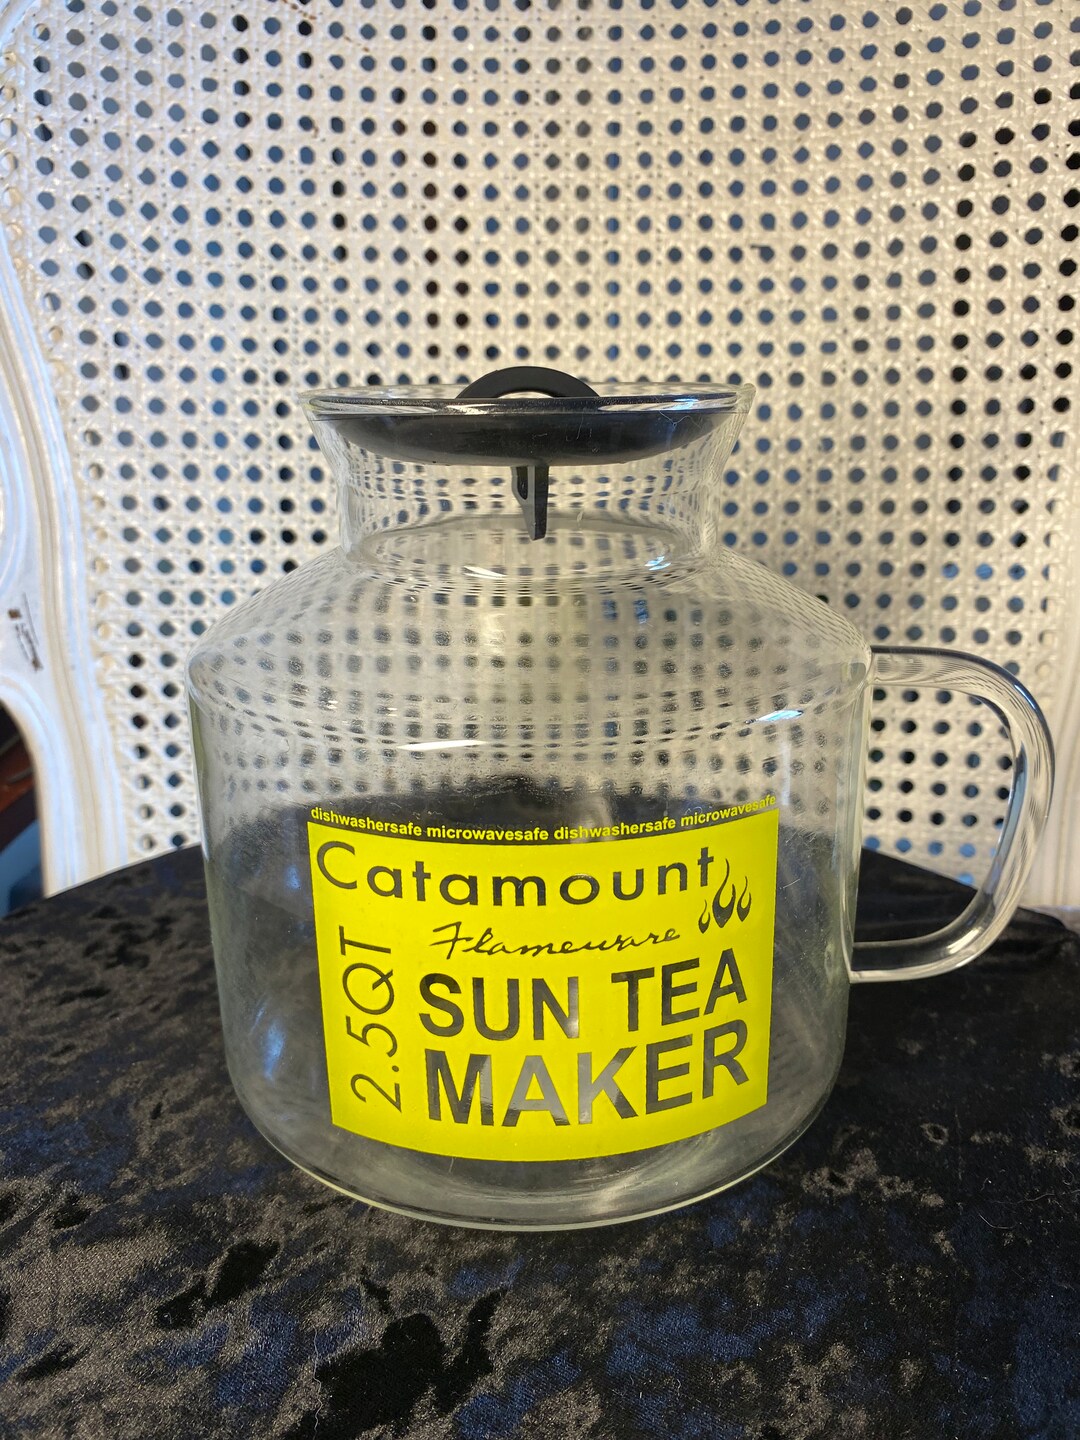 dishwashersafe microwavesafe dishwashersafe microwavesafe
Catamount
Flameware
2.5QT
SUN TEA
MAKER